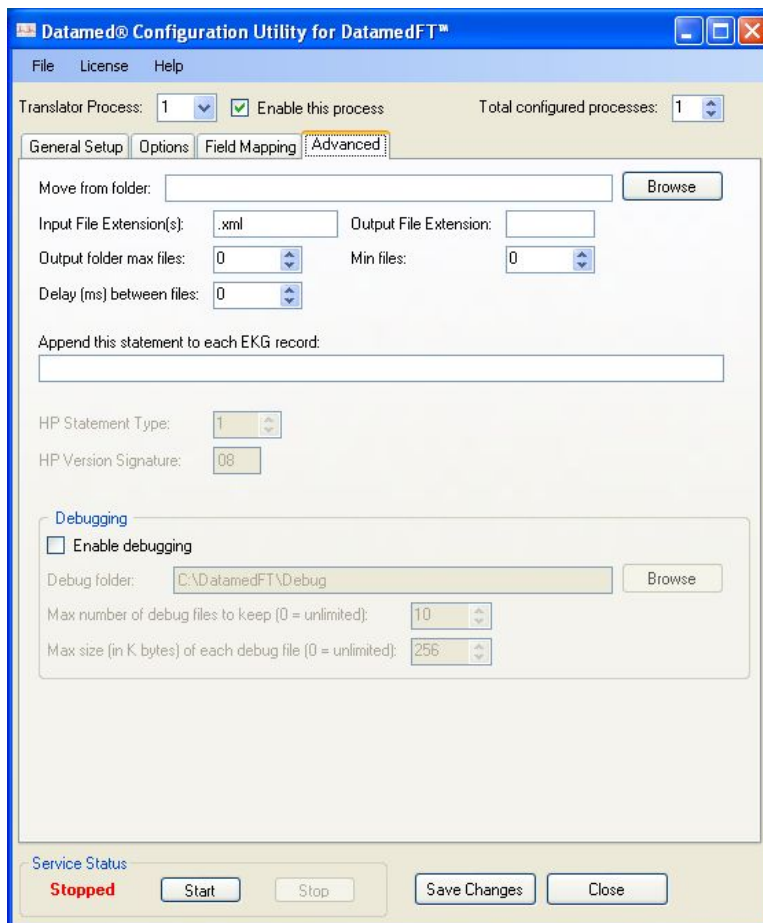 Datamed® Configuration Utility for DatamedFT™
File License Help
Translator Process: 1 Enable this process Total configured processes: 1
General Setup Options Field Mapping Advanced
Move from folder: Browse
Input File Extension(s): .xml Output File Extension:
Output folder max files: 0 Min files: 0
Delay (ms) between files: 0
Append this statement to each EKG record:
HP Statement Type: 1
HP Version Signature: 08
Debugging
Enable debugging
Debug folder: C:\DatamedFT\Debug Browse
Max number of debug files to keep (0 = unlimited): 10
Max size (in K bytes) of each debug file (0 = unlimited): 256
Service Status
Stopped Start Stop Save Changes Close